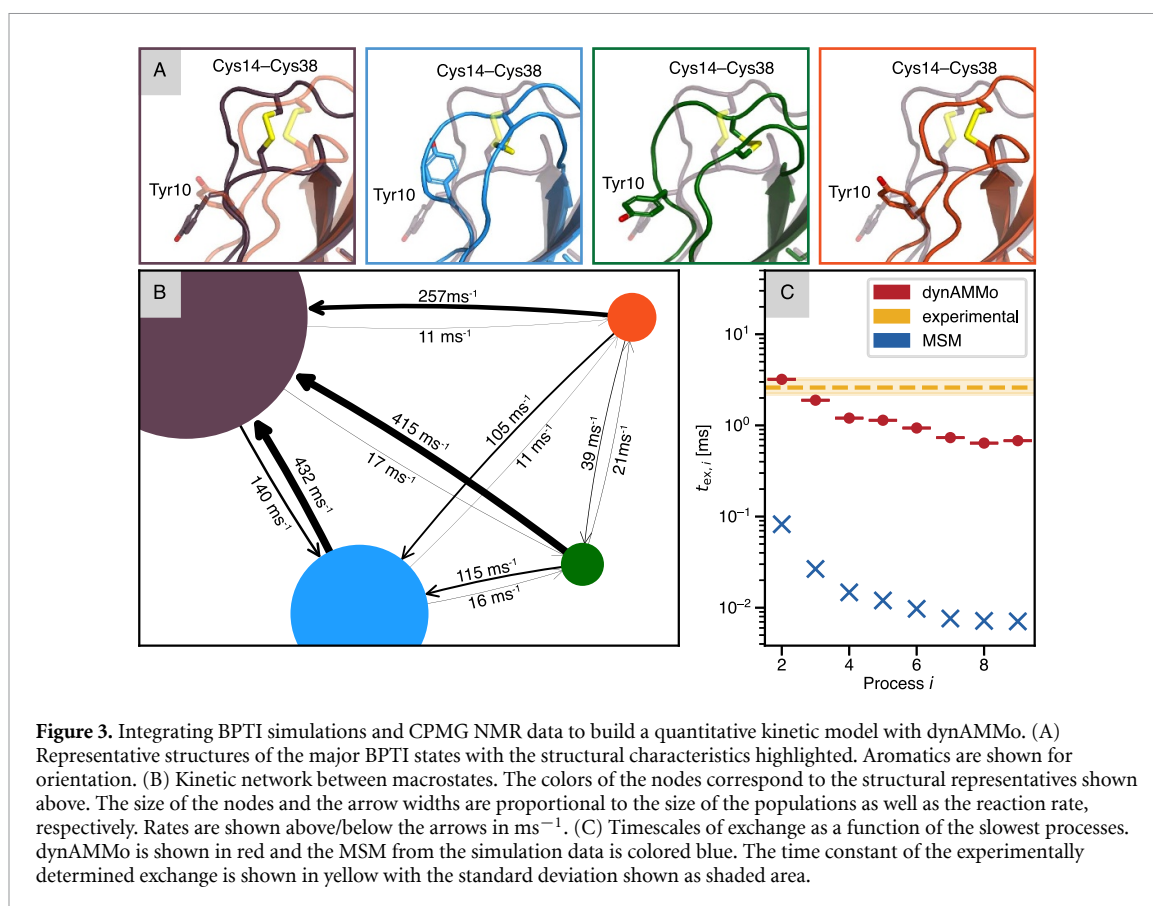 A
Cys14–Cys38
Tyr10
Cys14–Cys38
Tyr10
Cys14–Cys38
Tyr10
Cys14–Cys38
Tyr10
B
257ms⁻¹
11 ms⁻¹
105 ms⁻¹
11 ms⁻¹
39 ms⁻¹
21ms⁻¹
415 ms⁻¹
17 ms⁻¹
432 ms⁻¹
140 ms⁻¹
115 ms⁻¹
16 ms⁻¹
C
dynAMMo
experimental
MSM
10¹
10⁰
10⁻¹
10⁻²
t_ex,i [ms]
2 4 6 8
Process i
Figure 3. Integrating BPTI simulations and CPMG NMR data to build a quantitative kinetic model with dynAMMo. (A)
Representative structures of the major BPTI states with the structural characteristics highlighted. Aromatics are shown for
orientation. (B) Kinetic network between macrostates. The colors of the nodes correspond to the structural representatives shown
above. The size of the nodes and the arrow widths are proportional to the size of the populations as well as the reaction rate,
respectively. Rates are shown above/below the arrows in ms⁻¹. (C) Timescales of exchange as a function of the slowest processes.
dynAMMo is shown in red and the MSM from the simulation data is colored blue. The time constant of the experimentally
determined exchange is shown in yellow with the standard deviation shown as shaded area.